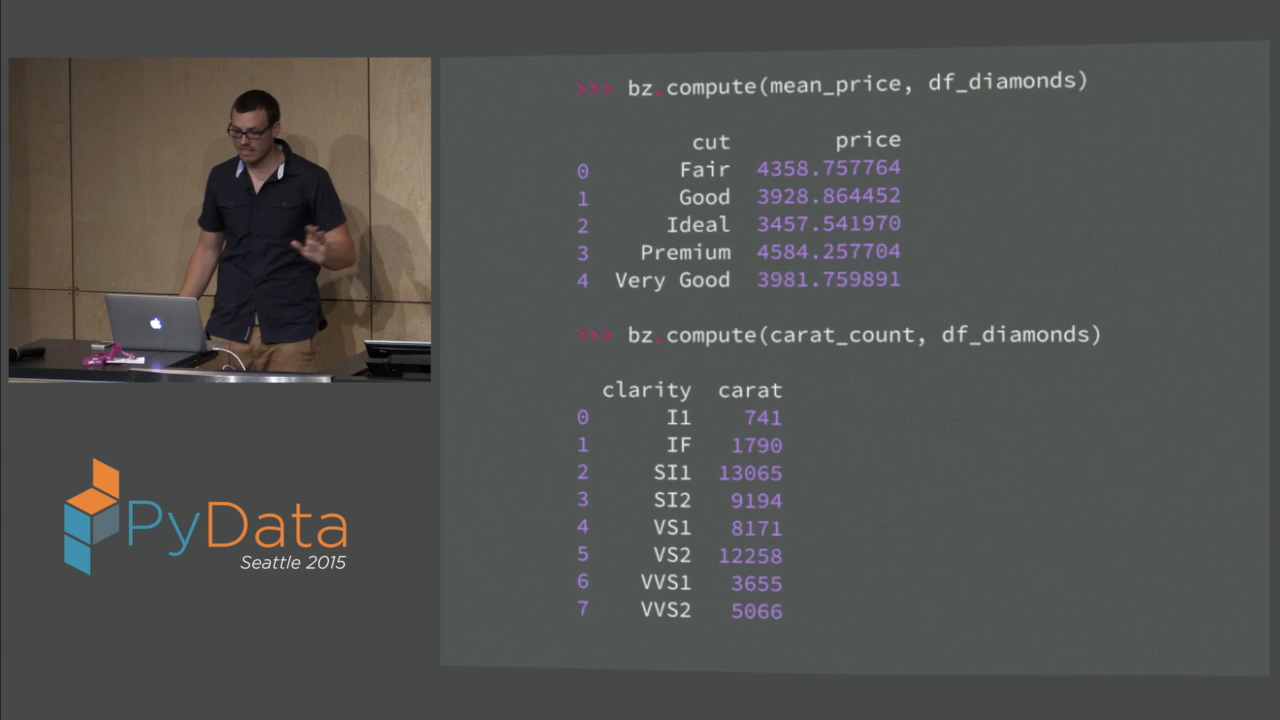 >>> bz.compute(mean_price, df_diamonds)
cut price
0 Fair 4358.757764
1 Good 3928.864452
2 Ideal 3457.541970
3 Premium 4584.257704
4 Very Good 3981.759891
>>> bz.compute(carat_count, df_diamonds)
clarity carat
0 I1 741
1 IF 1790
2 SI1 13065
3 SI2 9194
4 VS1 8171
5 VS2 12258
6 VVS1 3655
7 VVS2 5066
PyData
Seattle 2015